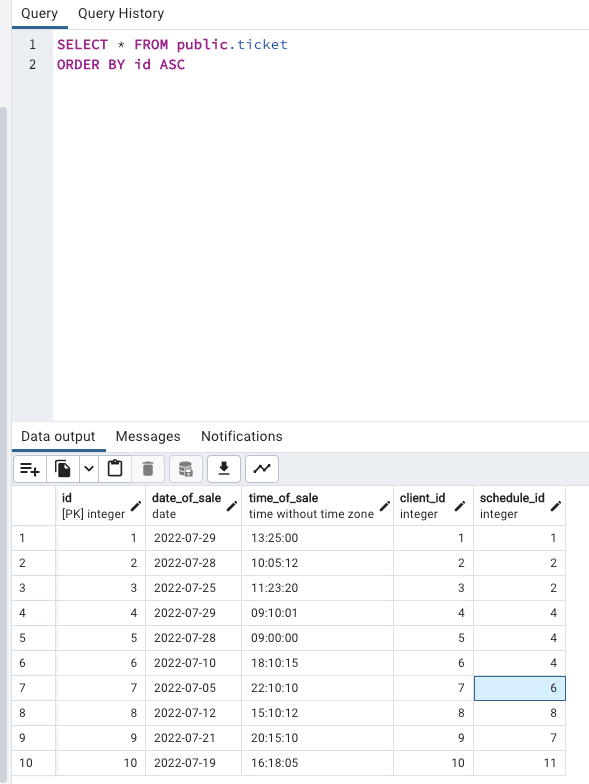 Query Query History
1 SELECT * FROM public.ticket
2 ORDER BY id ASC
Data output Messages Notifications
id date_of_sale time_of_sale client_id schedule_id
[PK] integer date time without time zone integer integer
1 1 2022-07-29 13:25:00 1 1
2 2 2022-07-28 10:05:12 2 2
3 3 2022-07-25 11:23:20 3 2
4 4 2022-07-29 09:10:01 4 4
5 5 2022-07-28 09:00:00 5 4
6 6 2022-07-10 18:10:15 6 4
7 7 2022-07-05 22:10:10 7 6
8 8 2022-07-12 15:10:12 8 8
9 9 2022-07-21 20:15:10 9 7
10 10 2022-07-19 16:18:05 10 11